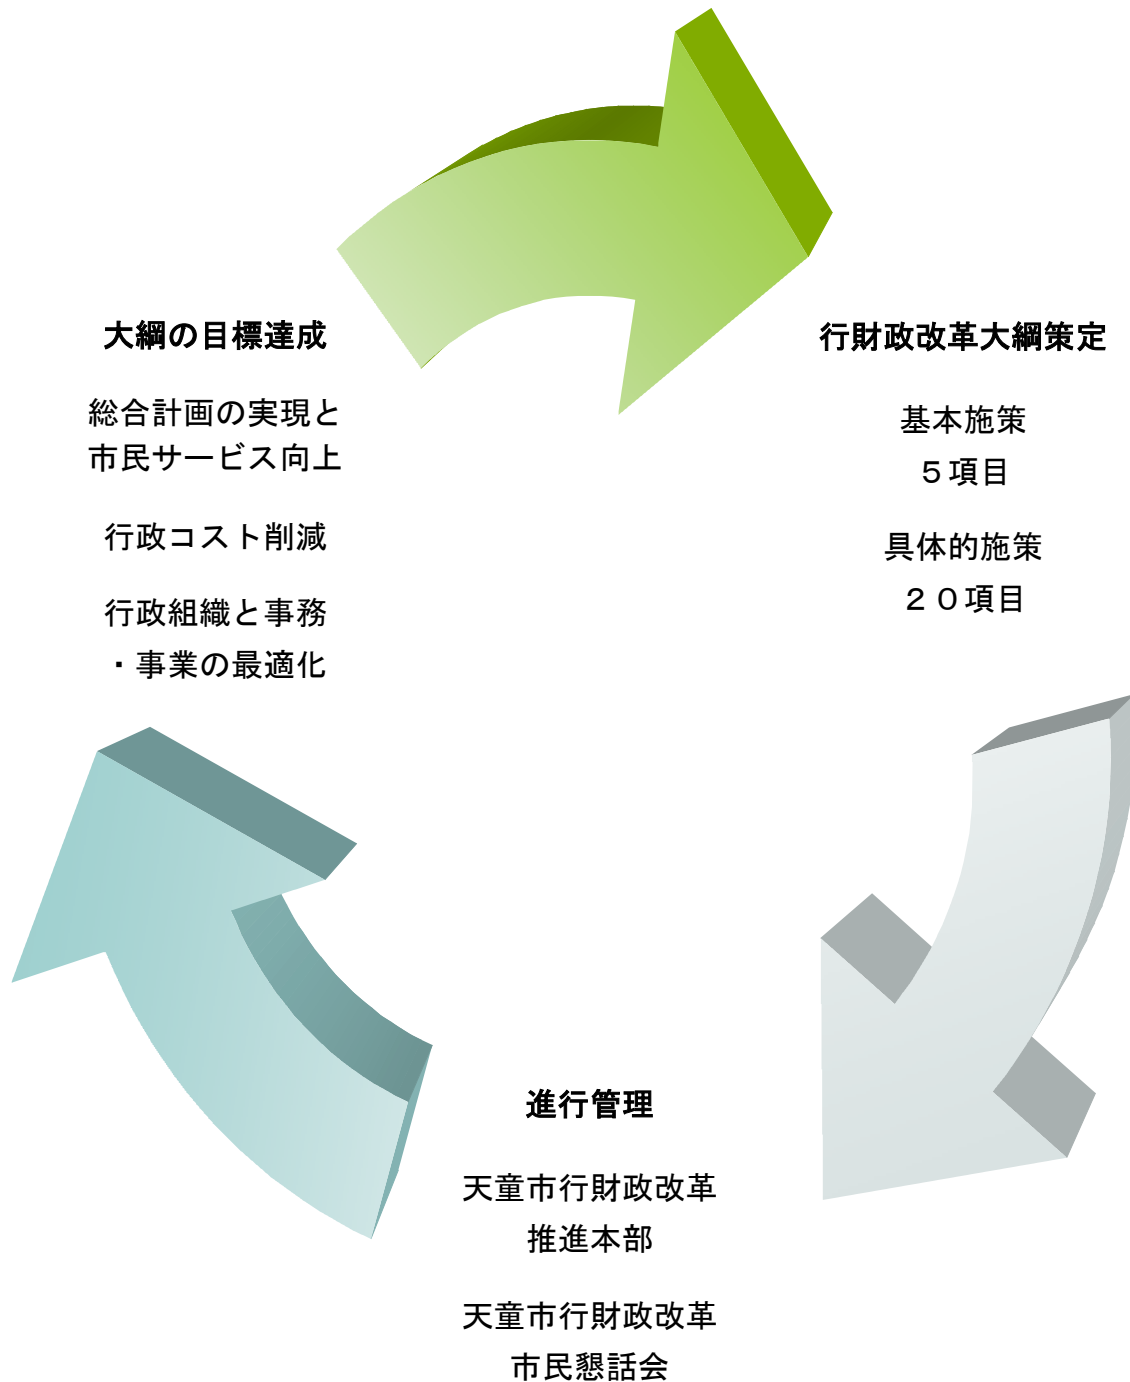 大綱の目標達成
総合計画の実現と
市民サービス向上
行政コスト削減
行政組織と事務
・事業の最適化
行財政改革大綱策定
基本施策
５項目
具体的施策
２０項目
進行管理
天童市行財政改革
推進本部
天童市行財政改革
市民懇話会